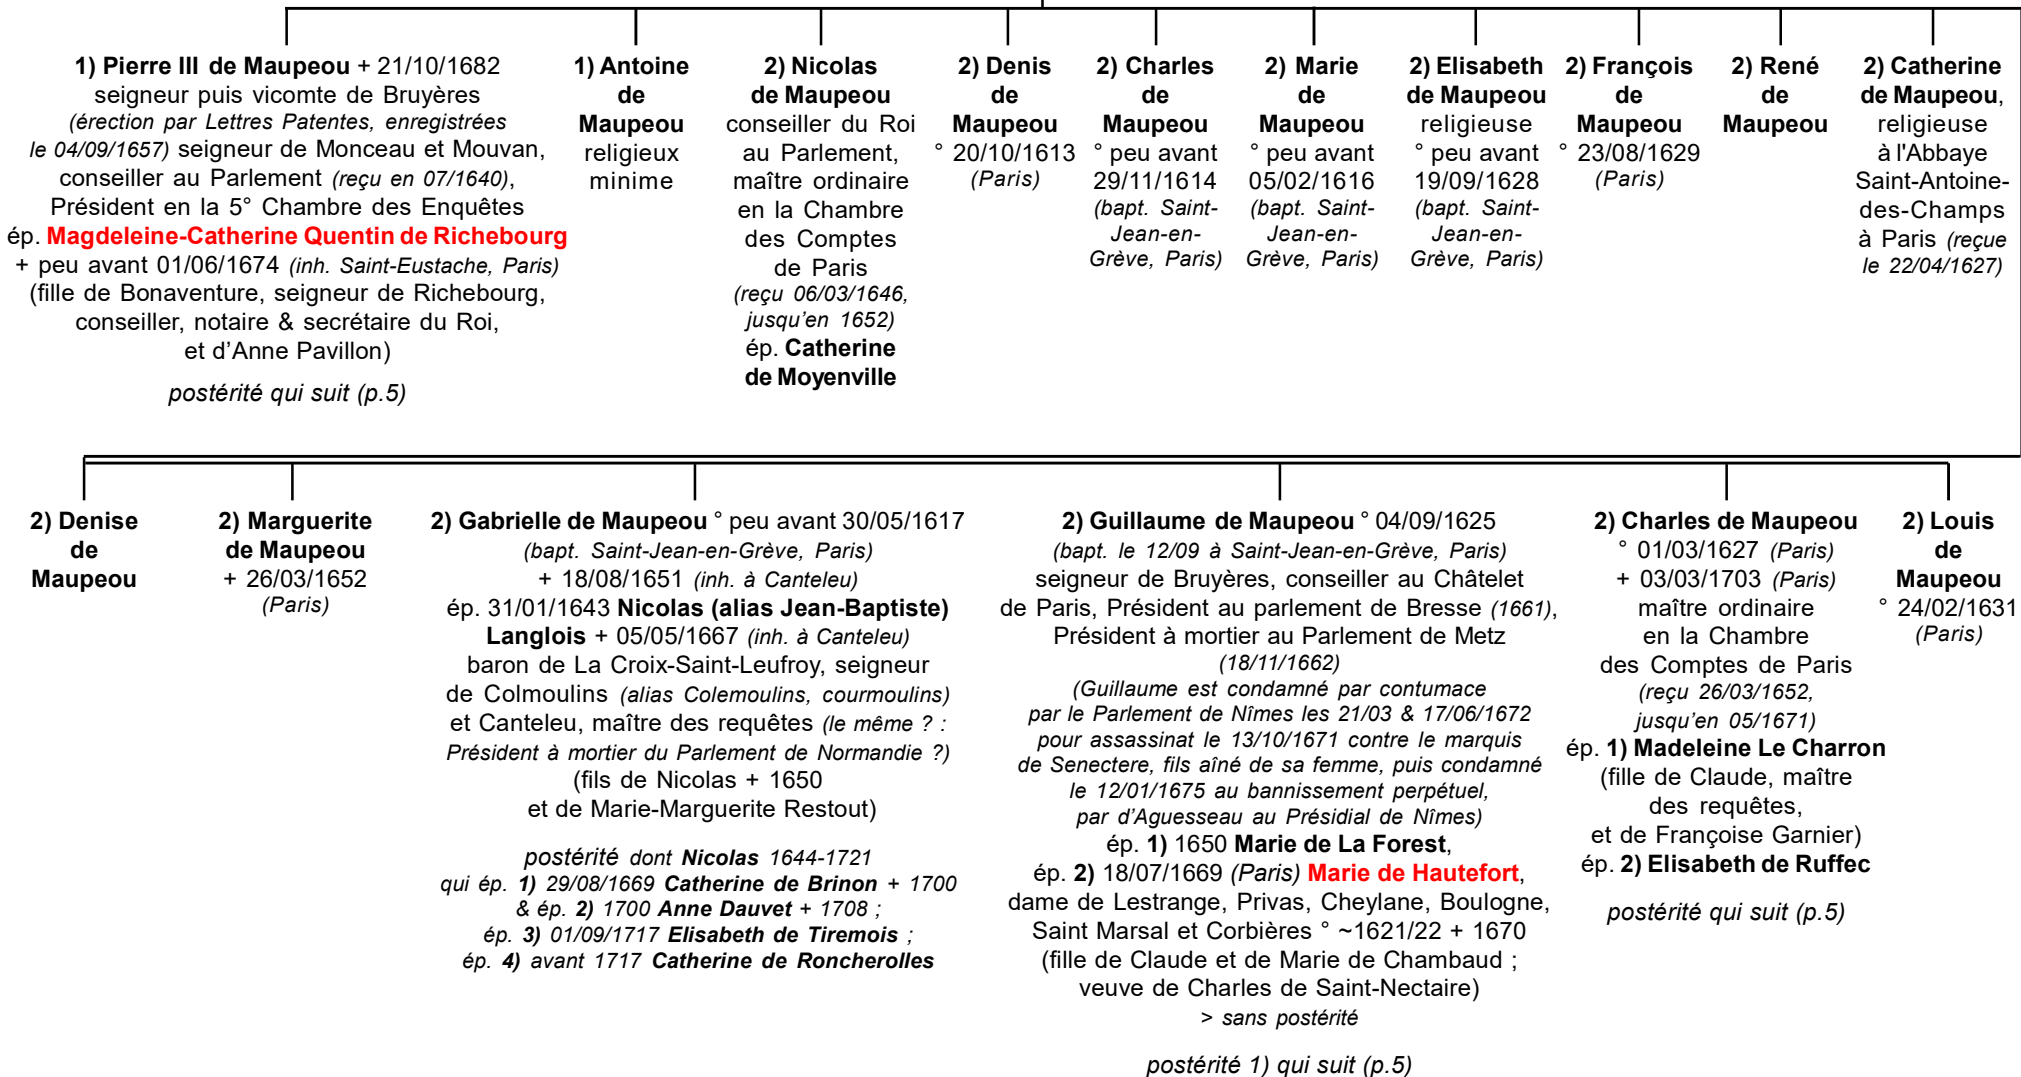 1) Pierre III de Maupeou + 21/10/1682
seigneur puis vicomte de Bruyères
(érection par Lettres Patentes, enregistrées
le 04/09/1657) seigneur de Monceau et Mouvan,
conseiller au Parlement (reçu en 07/1640),
Président en la 5° Chambre des Enquêtes
ép. Magdeleine-Catherine Quentin de Richebourg
+ peu avant 01/06/1674 (inh. Saint-Eustache, Paris)
(fille de Bonaventure, seigneur de Richebourg,
conseiller, notaire & secrétaire du Roi,
et d'Anne Pavillon)
postérité qui suit (p.5)
1) Antoine
de
Maupeou
religieux
minime
2) Nicolas
de Maupeou
conseiller du Roi
au Parlement,
maître ordinaire
en la Chambre
des Comptes
de Paris
(reçu 06/03/1646,
jusqu'en 1652)
ép. Catherine
de Moyenville
2) Denis
de
Maupeou
° 20/10/1613
(Paris)
2) Charles
de
Maupeou
° peu avant
29/11/1614
(bapt. Saint-
Jean-en-
Grève, Paris)
2) Marie
de
Maupeou
° peu avant
05/02/1616
(bapt. Saint-
Jean-en-
Grève, Paris)
2) Elisabeth
de Maupeou
religieuse
° peu avant
19/09/1628
(bapt. Saint-
Jean-en-
Grève, Paris)
2) François
de
Maupeou
° 23/08/1629
(Paris)
2) René
de
Maupeou
2) Catherine
de Maupeou,
religieuse
à l'Abbaye
Saint-Antoine-
des-Champs
à Paris (reçue
le 22/04/1627)
2) Denise
de
Maupeou
2) Marguerite
de Maupeou
+ 26/03/1652
(Paris)
2) Gabrielle de Maupeou ° peu avant 30/05/1617
(bapt. Saint-Jean-en-Grève, Paris)
+ 18/08/1651 (inh. à Canteleu)
ép. 31/01/1643 Nicolas (alias Jean-Baptiste)
Langlois + 05/05/1667 (inh. à Canteleu)
baron de La Croix-Saint-Leufroy, seigneur
de Colmoulins (alias Colemoulins, courmoulins)
et Canteleu, maître des requêtes (le même ? :
Président à mortier du Parlement de Normandie ?)
(fils de Nicolas + 1650
et de Marie-Marguerite Restout)
postérité dont Nicolas 1644-1721
qui ép. 1) 29/08/1669 Catherine de Brinon + 1700
& ép. 2) 1700 Anne Dauvet + 1708 ;
ép. 3) 01/09/1717 Elisabeth de Tiremois ;
ép. 4) avant 1717 Catherine de Roncherolles
2) Guillaume de Maupeou ° 04/09/1625
(bapt. le 12/09 à Saint-Jean-en-Grève, Paris)
seigneur de Bruyères, conseiller au Châtelet
de Paris, Président au parlement de Bresse (1661),
Président à mortier au Parlement de Metz
(18/11/1662)
(Guillaume est condamné par contumace
par le Parlement de Nîmes les 21/03 & 17/06/1672
pour assassinat le 13/10/1671 contre le marquis
de Senectere, fils aîné de sa femme, puis condamné
le 12/01/1675 au bannissement perpétuel,
par d'Aguesseau au Présidial de Nîmes)
ép. 1) 1650 Marie de La Forest,
ép. 2) 18/07/1669 (Paris) Marie de Hautefort,
dame de Lestrange, Privas, Cheylane, Boulogne,
Saint Marsal et Corbières ° ~1621/22 + 1670
(fille de Claude et de Marie de Chambaud ;
veuve de Charles de Saint-Nectaire)
> sans postérité
postérité 1) qui suit (p.5)
2) Charles de Maupeou
° 01/03/1627 (Paris)
+ 03/03/1703 (Paris)
maître ordinaire
en la Chambre
des Comptes de Paris
(reçu 26/03/1652,
jusqu'en 05/1671)
ép. 1) Madeleine Le Charron
(fille de Claude, maître
des requêtes,
et de Françoise Garnier)
ép. 2) Elisabeth de Ruffec
postérité qui suit (p.5)
2) Louis
de
Maupeou
° 24/02/1631
(Paris)